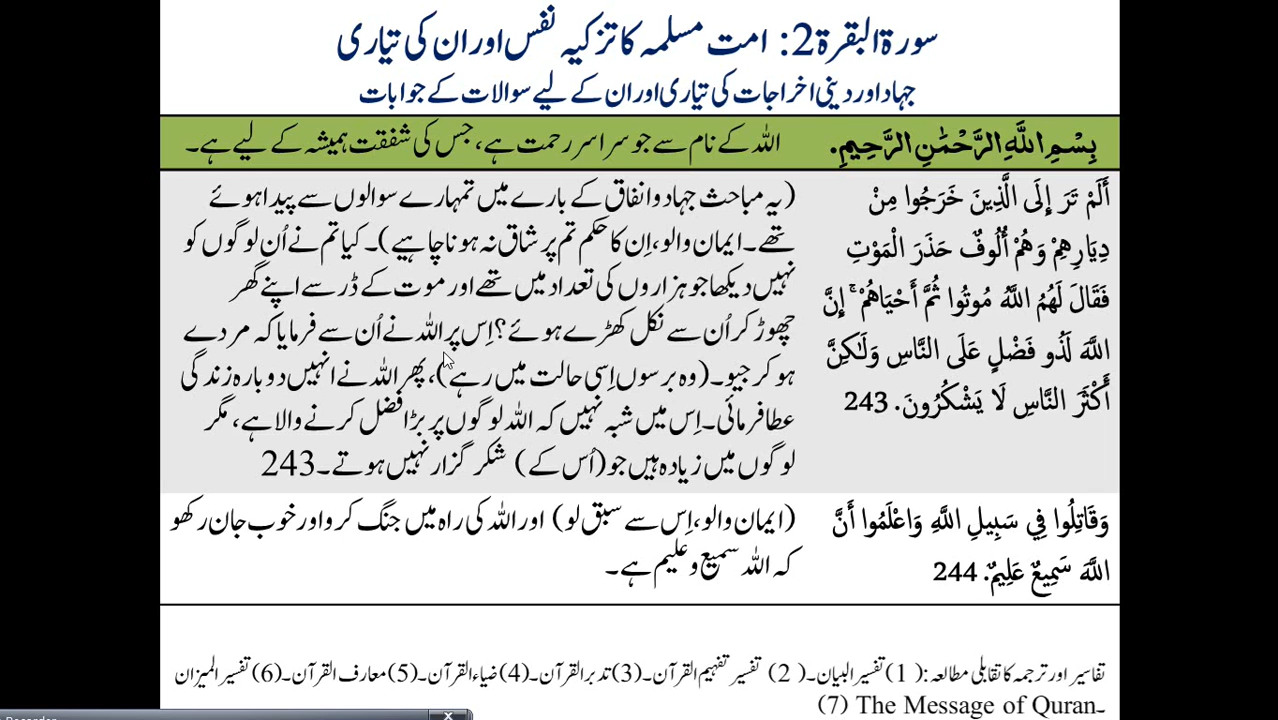 سورۃ البقرۃ 2: امت مسلمہ کا تزکیہ نفس اور ان کی تیاری
جہاد اور دینی اخراجات کی تیاری اور ان کے لیے سوالات کے جوابات
بِسْمِ اللَّهِ الرَّحْمَٰنِ الرَّحِيمِ.
اللہ کے نام سے جو سراسر رحمت ہے، جس کی شفقت ہمیشہ کے لیے ہے۔
أَلَمْ تَرَ إِلَى الَّذِينَ خَرَجُوا مِنْ
دِيَارِهِمْ وَهُمْ أُلُوفٌ حَذَرَ الْمَوْتِ
فَقَالَ لَهُمُ اللَّهُ مُوتُوا ثُمَّ أَحْيَاهُمْ ۚ إِنَّ
اللَّهَ لَذُو فَضْلٍ عَلَى النَّاسِ وَلَٰكِنَّ
أَكْثَرَ النَّاسِ لَا يَشْكُرُونَ. 243
(یہ مباحث جہاد و انفاق کے بارے میں تمہارے سوالوں سے پیدا ہوئے
تھے۔ ایمان والو، اِن کا حکم تم پر شاق نہ ہونا چاہیے)۔ کیا تم نے اُن لوگوں کو
نہیں دیکھا جو ہزاروں کی تعداد میں تھے اور موت کے ڈر سے اپنے گھر
چھوڑ کر اُن سے نکل کھڑے ہوئے؟ اِس پر اللہ نے اُن سے فرمایا کہ مردے
ہو کر جیو۔ (وہ برسوں اِسی حالت میں رہے)، پھر اللہ نے انہیں دوبارہ زندگی
عطا فرمائی۔ اِس میں شبہ نہیں کہ اللہ لوگوں پر بڑا فضل کرنے والا ہے، مگر
لوگوں میں زیادہ ہیں جو (اُس کے) شکر گزار نہیں ہوتے۔ 243
وَقَاتِلُوا فِي سَبِيلِ اللَّهِ وَاعْلَمُوا أَنَّ
اللَّهَ سَمِيعٌ عَلِيمٌ. 244
(ایمان والو، اِس سے سبق لو) اور اللہ کی راہ میں جنگ کرو اور خوب جان رکھو
کہ اللہ سمیع و علیم ہے۔
تفاسیر اور ترجمہ کا تقابلی مطالعہ: (1) تفسیر البیان۔ (2) تفسیر تفہیم القرآن۔ (3) تدبر القرآن۔ (4) ضیاء القرآن۔ (5) معارف القرآن۔ (6) تفسیر المیزان
۔ (7) The Message of Quran